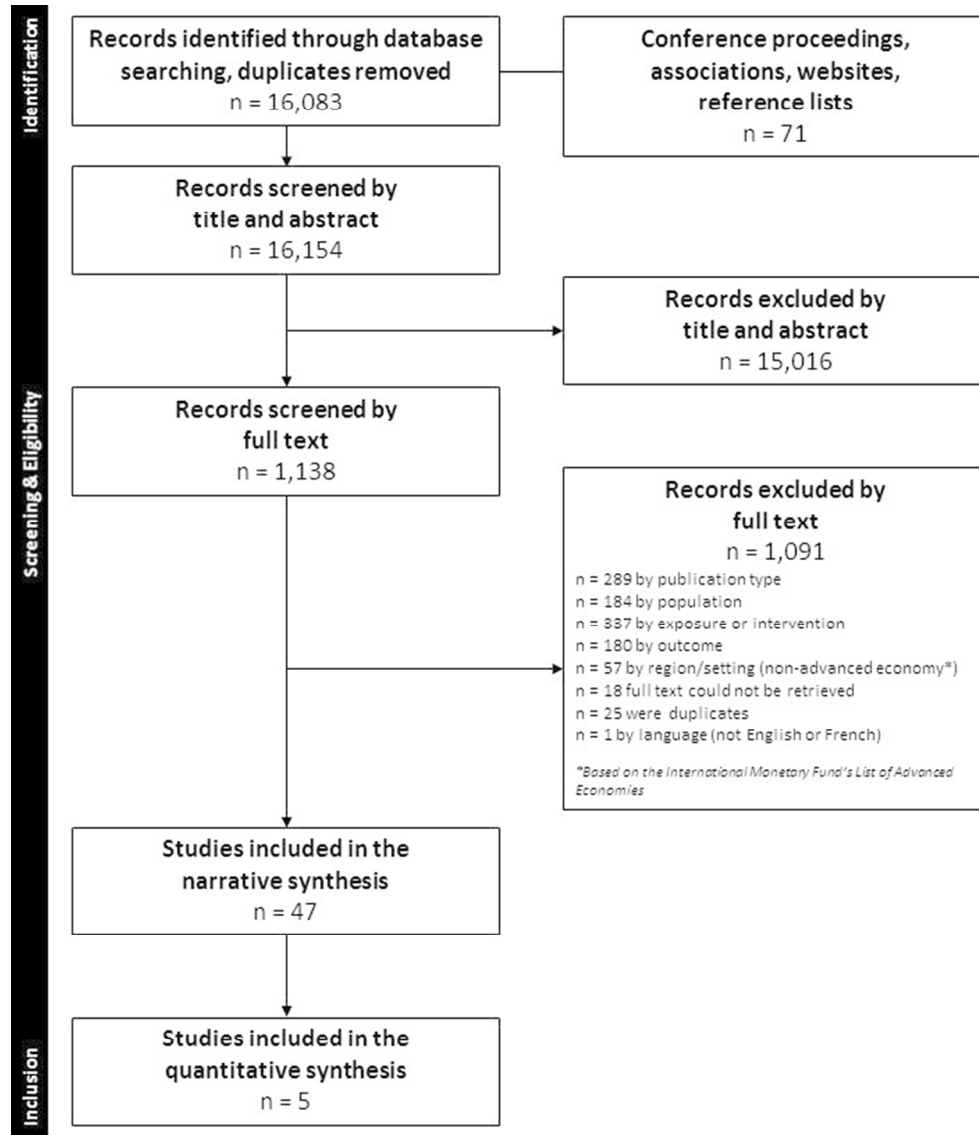 Identification
Records identified through database
searching, duplicates removed
n = 16,083
Conference proceedings,
associations, websites,
reference lists
n = 71
Screening & Eligibility
Records screened by
title and abstract
n = 16,154
Records excluded by
title and abstract
n = 15,016
Records screened by
full text
n = 1,138
Records excluded by
full text
n = 1,091
n = 289 by publication type
n = 184 by population
n = 337 by exposure or intervention
n = 180 by outcome
n = 57 by region/setting (non-advanced economy*)
n = 18 full text could not be retrieved
n = 25 were duplicates
n = 1 by language (not English or French)
*Based on the International Monetary Fund's List of Advanced
Economies
Studies included in the
narrative synthesis
n = 47
Inclusion
Studies included in the
quantitative synthesis
n = 5